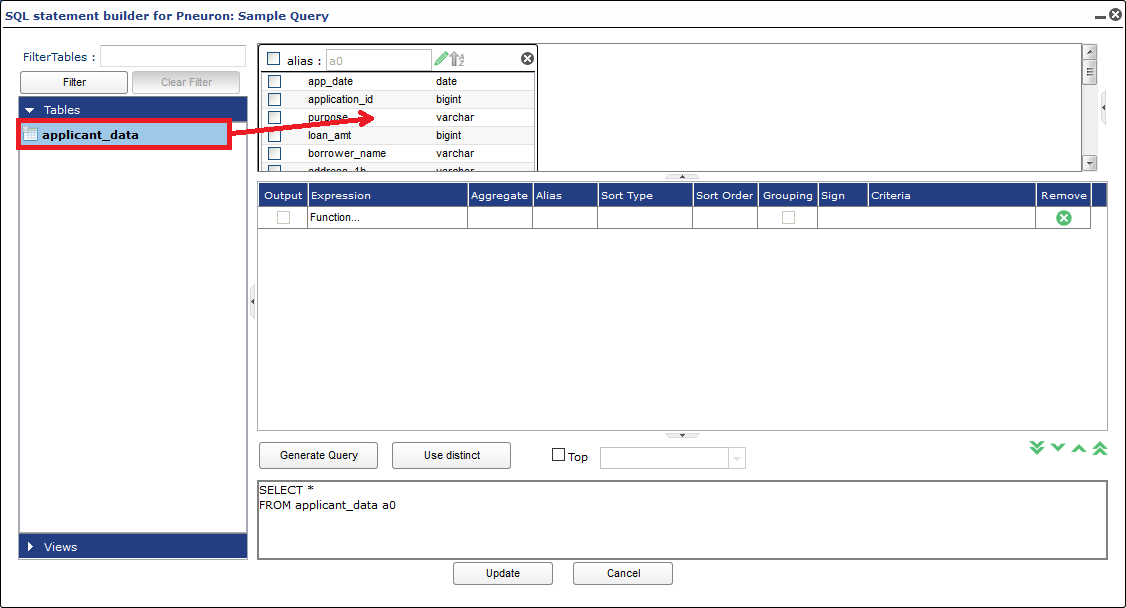 SQL statement builder for Pneuron: Sample Query
FilterTables :
Filter
Clear Filter
Tables
applicant_data
Views
alias : a0
app_date date
application_id bigint
purpose varchar
loan_amt bigint
borrower_name varchar
address_1b varchar
Output Expression Aggregate Alias Sort Type Sort Order Grouping Sign Criteria Remove
Function...
Generate Query
Use distinct
Top
SELECT *
FROM applicant_data a0
Update
Cancel